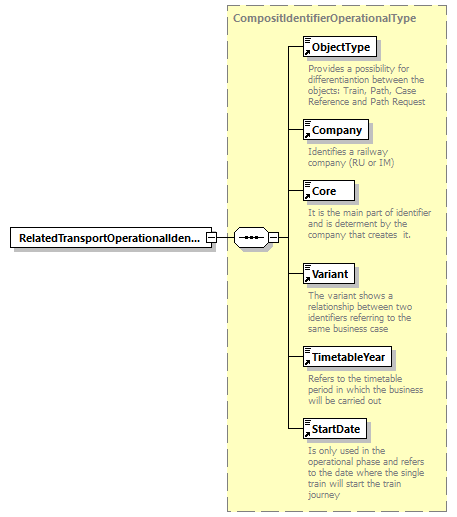 CompositIdentifierOperationalType
ObjectType
Provides a possibility for
differentiantion between the
objects: Train, Path, Case
Reference and Path Request
Company
Identifies a railway
company (RU or IM)
Core
It is the main part of identifier
and is determent by the
company that creates  it.
RelatedTransportOperationalIden...
Variant
The variant shows a
relationship between two
identifiers referring to the
same business case
TimetableYear
Refers to the timetable
period in which the business
will be carried out
StartDate
Is only used in the
operational phase and refers
to the date where the single
train will start the train
journey